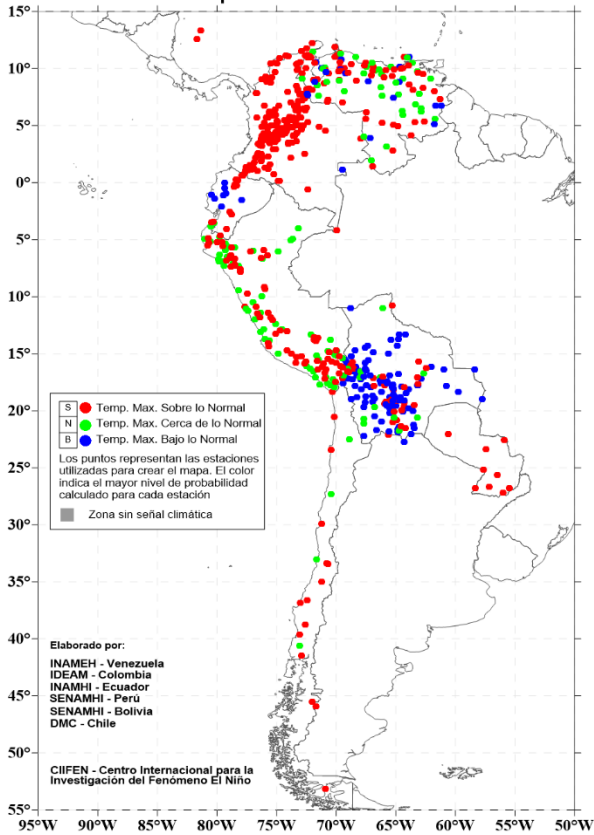 15°
10°
5°
0°
5°
10°
15°
20°
25°
30°
35°
40°
45°
50°
55°
S Temp. Max. Sobre lo Normal
N Temp. Max. Cerca de lo Normal
B Temp. Max. Bajo lo Normal
Los puntos representan las estaciones
utilizadas para crear el mapa. El color
indica el mayor nivel de probabilidad
calculado para cada estación
Zona sin señal climática
Elaborado por:
INAMEH - Venezuela
IDEAM - Colombia
INAMHI - Ecuador
SENAMHI - Perú
SENAMHI - Bolivia
DMC - Chile
CIIFEN - Centro Internacional para la
Investigación del Fenómeno El Niño
95°W 90°W 85°W 80°W 75°W 70°W 65°W 60°W 55°W 50°W